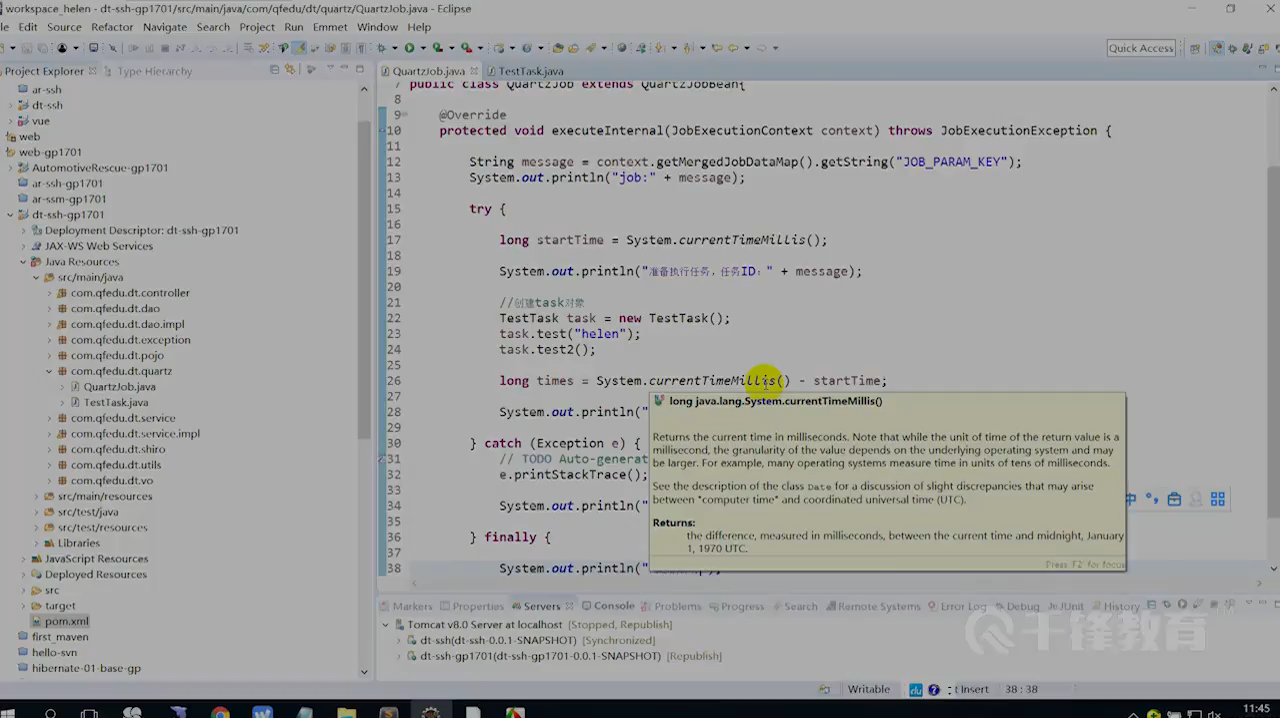 workspace_helen - dt-ssh-gp1701/src/main/java/com/qfedu/dt/quartz/QuartzJob.java - Eclipse
le Edit Source Refactor Navigate Search Project Run Emmet Window Help
Quick Access
Project Explorer Type Hierarchy
ar-ssh
dt-ssh
vue
web
web-gp1701
AutomotiveRescue-gp1701
ar-ssh-gp1701
ar-ssm-gp1701
dt-ssh-gp1701
Deployment Descriptor: dt-ssh-gp1701
JAX-WS Web Services
Java Resources
src/main/java
com.qfedu.dt.controller
com.qfedu.dt.dao
com.qfedu.dt.dao.impl
com.qfedu.dt.exception
com.qfedu.dt.pojo
com.qfedu.dt.quartz
QuartzJob.java
TestTask.java
com.qfedu.dt.service
com.qfedu.dt.service.impl
com.qfedu.dt.shiro
com.qfedu.dt.utils
com.qfedu.dt.vo
src/main/resources
src/test/java
src/test/resources
Libraries
JavaScript Resources
Deployed Resources
src
target
pom.xml
first_maven
hello-svn
hibernate-01-base-gp
QuartzJob.java TestTask.java
7 public class QuartzJob extends QuartzJobBean{
8
9 @Override
10 protected void executeInternal(JobExecutionContext context) throws JobExecutionException {
11
12 String message = context.getMergedJobDataMap().getString("JOB_PARAM_KEY");
13 System.out.println("job:" + message);
14
15 try {
16
17 long startTime = System.currentTimeMillis();
18
19 System.out.println("准备执行任务，任务ID：" + message);
20
21 //创建task对象
22 TestTask task = new TestTask();
23 task.test("helen");
24 task.test2();
25
26 long times = System.currentTimeMillis() - startTime;
27
28 System.out.println("
29
30 } catch (Exception e) {
31 // TODO Auto-generat
32 e.printStackTrace();
33
34 System.out.println("
35
36 } finally {
37
38 System.out.println("
long java.lang.System.currentTimeMillis()
Returns the current time in milliseconds. Note that while the unit of time of the return value is a
millisecond, the granularity of the value depends on the underlying operating system and may
be larger. For example, many operating systems measure time in units of tens of milliseconds.
See the description of the class Date for a discussion of slight discrepancies that may arise
between "computer time" and coordinated universal time (UTC).
Returns:
the difference, measured in milliseconds, between the current time and midnight, January
1, 1970 UTC.
Press 'F2' for focus
中
Markers Properties Servers Console Problems Progress Search Remote Systems Error Log Debug JUnit History
Tomcat v8.0 Server at localhost [Stopped, Republish]
dt-ssh(dt-ssh-0.0.1-SNAPSHOT) [Synchronized]
dt-ssh-gp1701(dt-ssh-gp1701-0.0.1-SNAPSHOT) [Republish]
千锋教育
Writable du t Insert 38 : 38
11:45